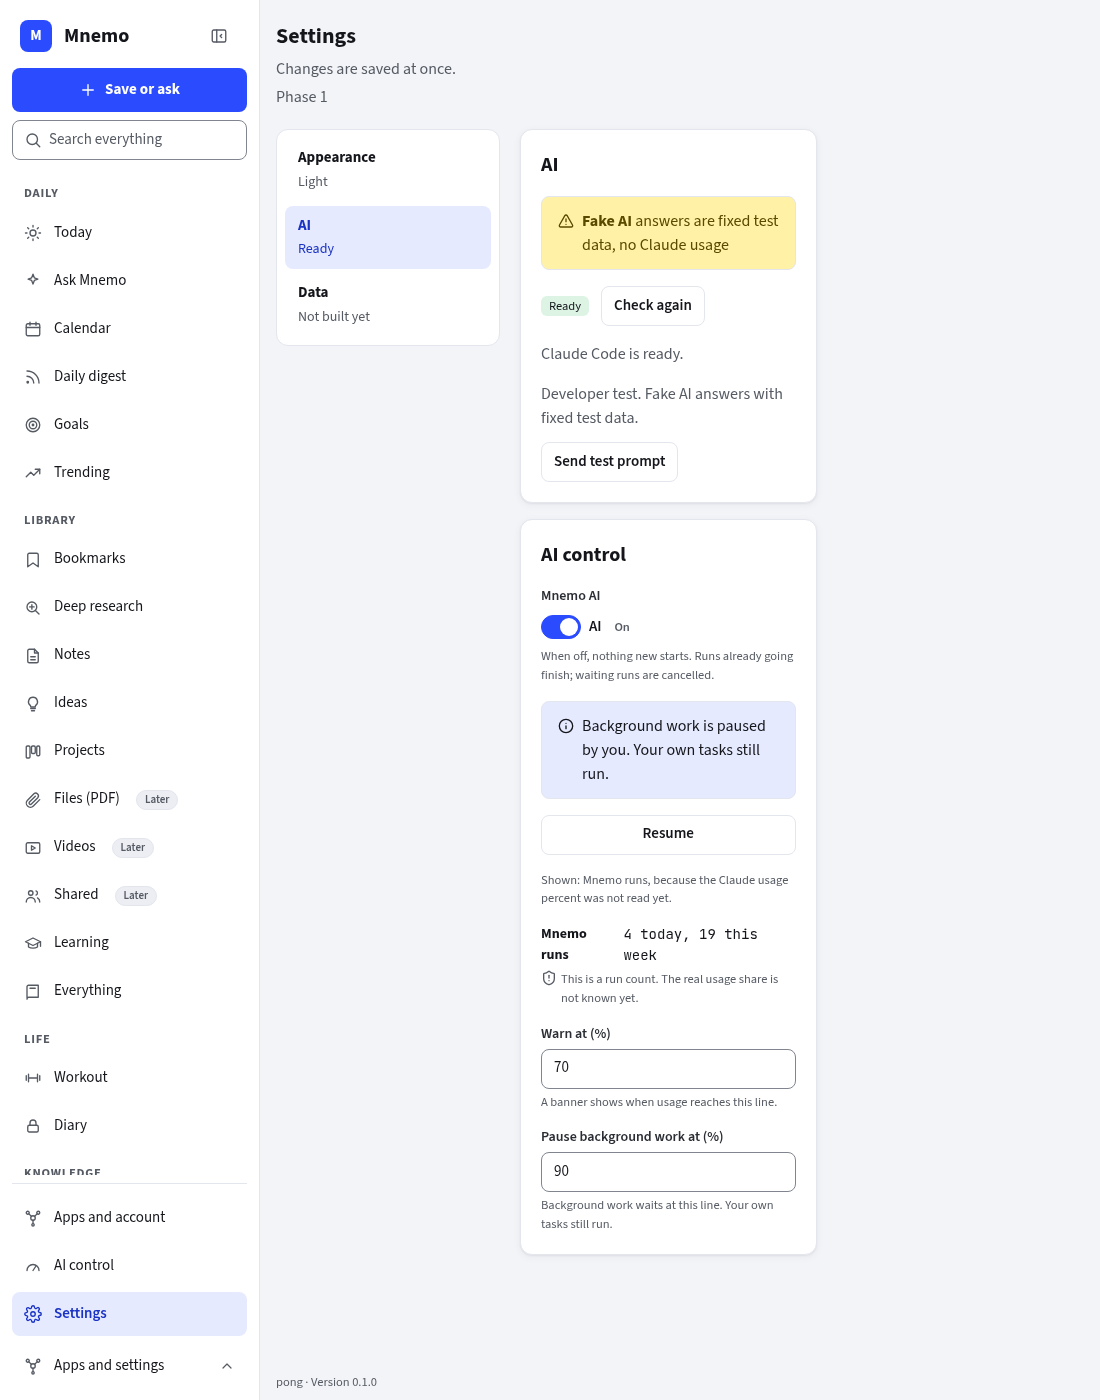 M Mnemo
Save or ask
Search everything
DAILY
Today
Ask Mnemo
Calendar
Daily digest
Goals
Trending
LIBRARY
Bookmarks
Deep research
Notes
Ideas
Projects
Files (PDF) Later
Videos Later
Shared Later
Learning
Everything
LIFE
Workout
Diary
KNOWLEDGE
Apps and account
AI control
Settings
Apps and settings
Settings
Changes are saved at once.
Phase 1
Appearance
Light
AI
Ready
Data
Not built yet
AI
Fake AI answers are fixed test
data, no Claude usage
Ready Check again
Claude Code is ready.
Developer test. Fake AI answers with
fixed test data.
Send test prompt
AI control
Mnemo AI
AI On
When off, nothing new starts. Runs already going
finish; waiting runs are cancelled.
Background work is paused
by you. Your own tasks still
run.
Resume
Shown: Mnemo runs, because the Claude usage
percent was not read yet.
Mnemo 4 today, 19 this
runs week
This is a run count. The real usage share is
not known yet.
Warn at (%)
70
A banner shows when usage reaches this line.
Pause background work at (%)
90
Background work waits at this line. Your own
tasks still run.
pong · Version 0.1.0